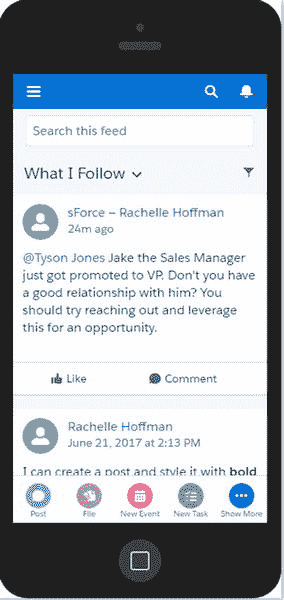 Search this feed
What I Follow
sForce – Rachelle Hoffman
24m ago
@Tyson Jones Jake the Sales Manager
just got promoted to VP. Don't you have
a good relationship with him? You
should try reaching out and leverage
this for an opportunity.
Like Comment
Rachelle Hoffman
June 21, 2017 at 2:13 PM
I can create a post and style it with bold
Post File New Event New Task Show More